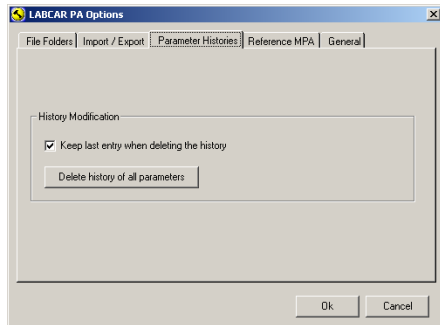 LABCAR PA Options
File Folders Import / Export Parameter Histories Reference MPA General
History Modification
Keep last entry when deleting the history
Delete history of all parameters
Ok Cancel